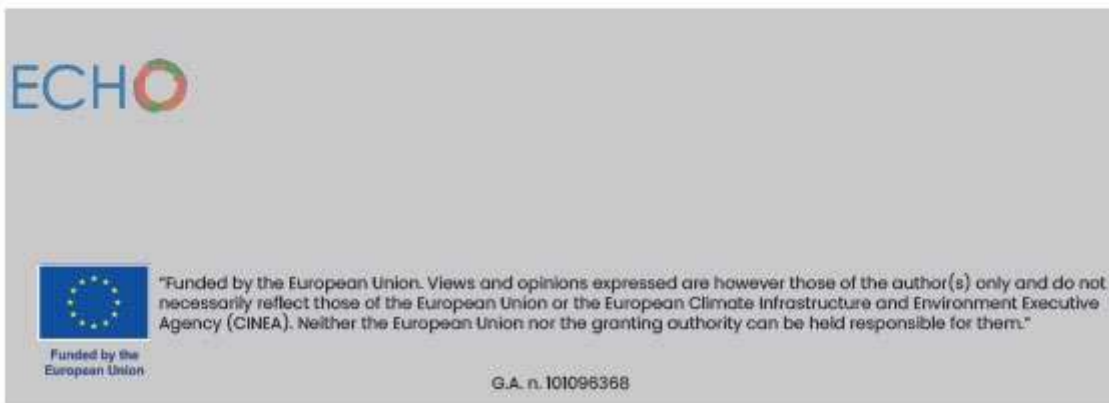 ECHO
"Funded by the European Union. Views and opinions expressed are however those of the author(s) only and do not
necessarily reflect those of the European Union or the European Climate Infrastructure and Environment Executive
Agency (CINEA). Neither the European Union nor the granting authority can be held responsible for them."
Funded by the
European Union
G.A. n. 101096368